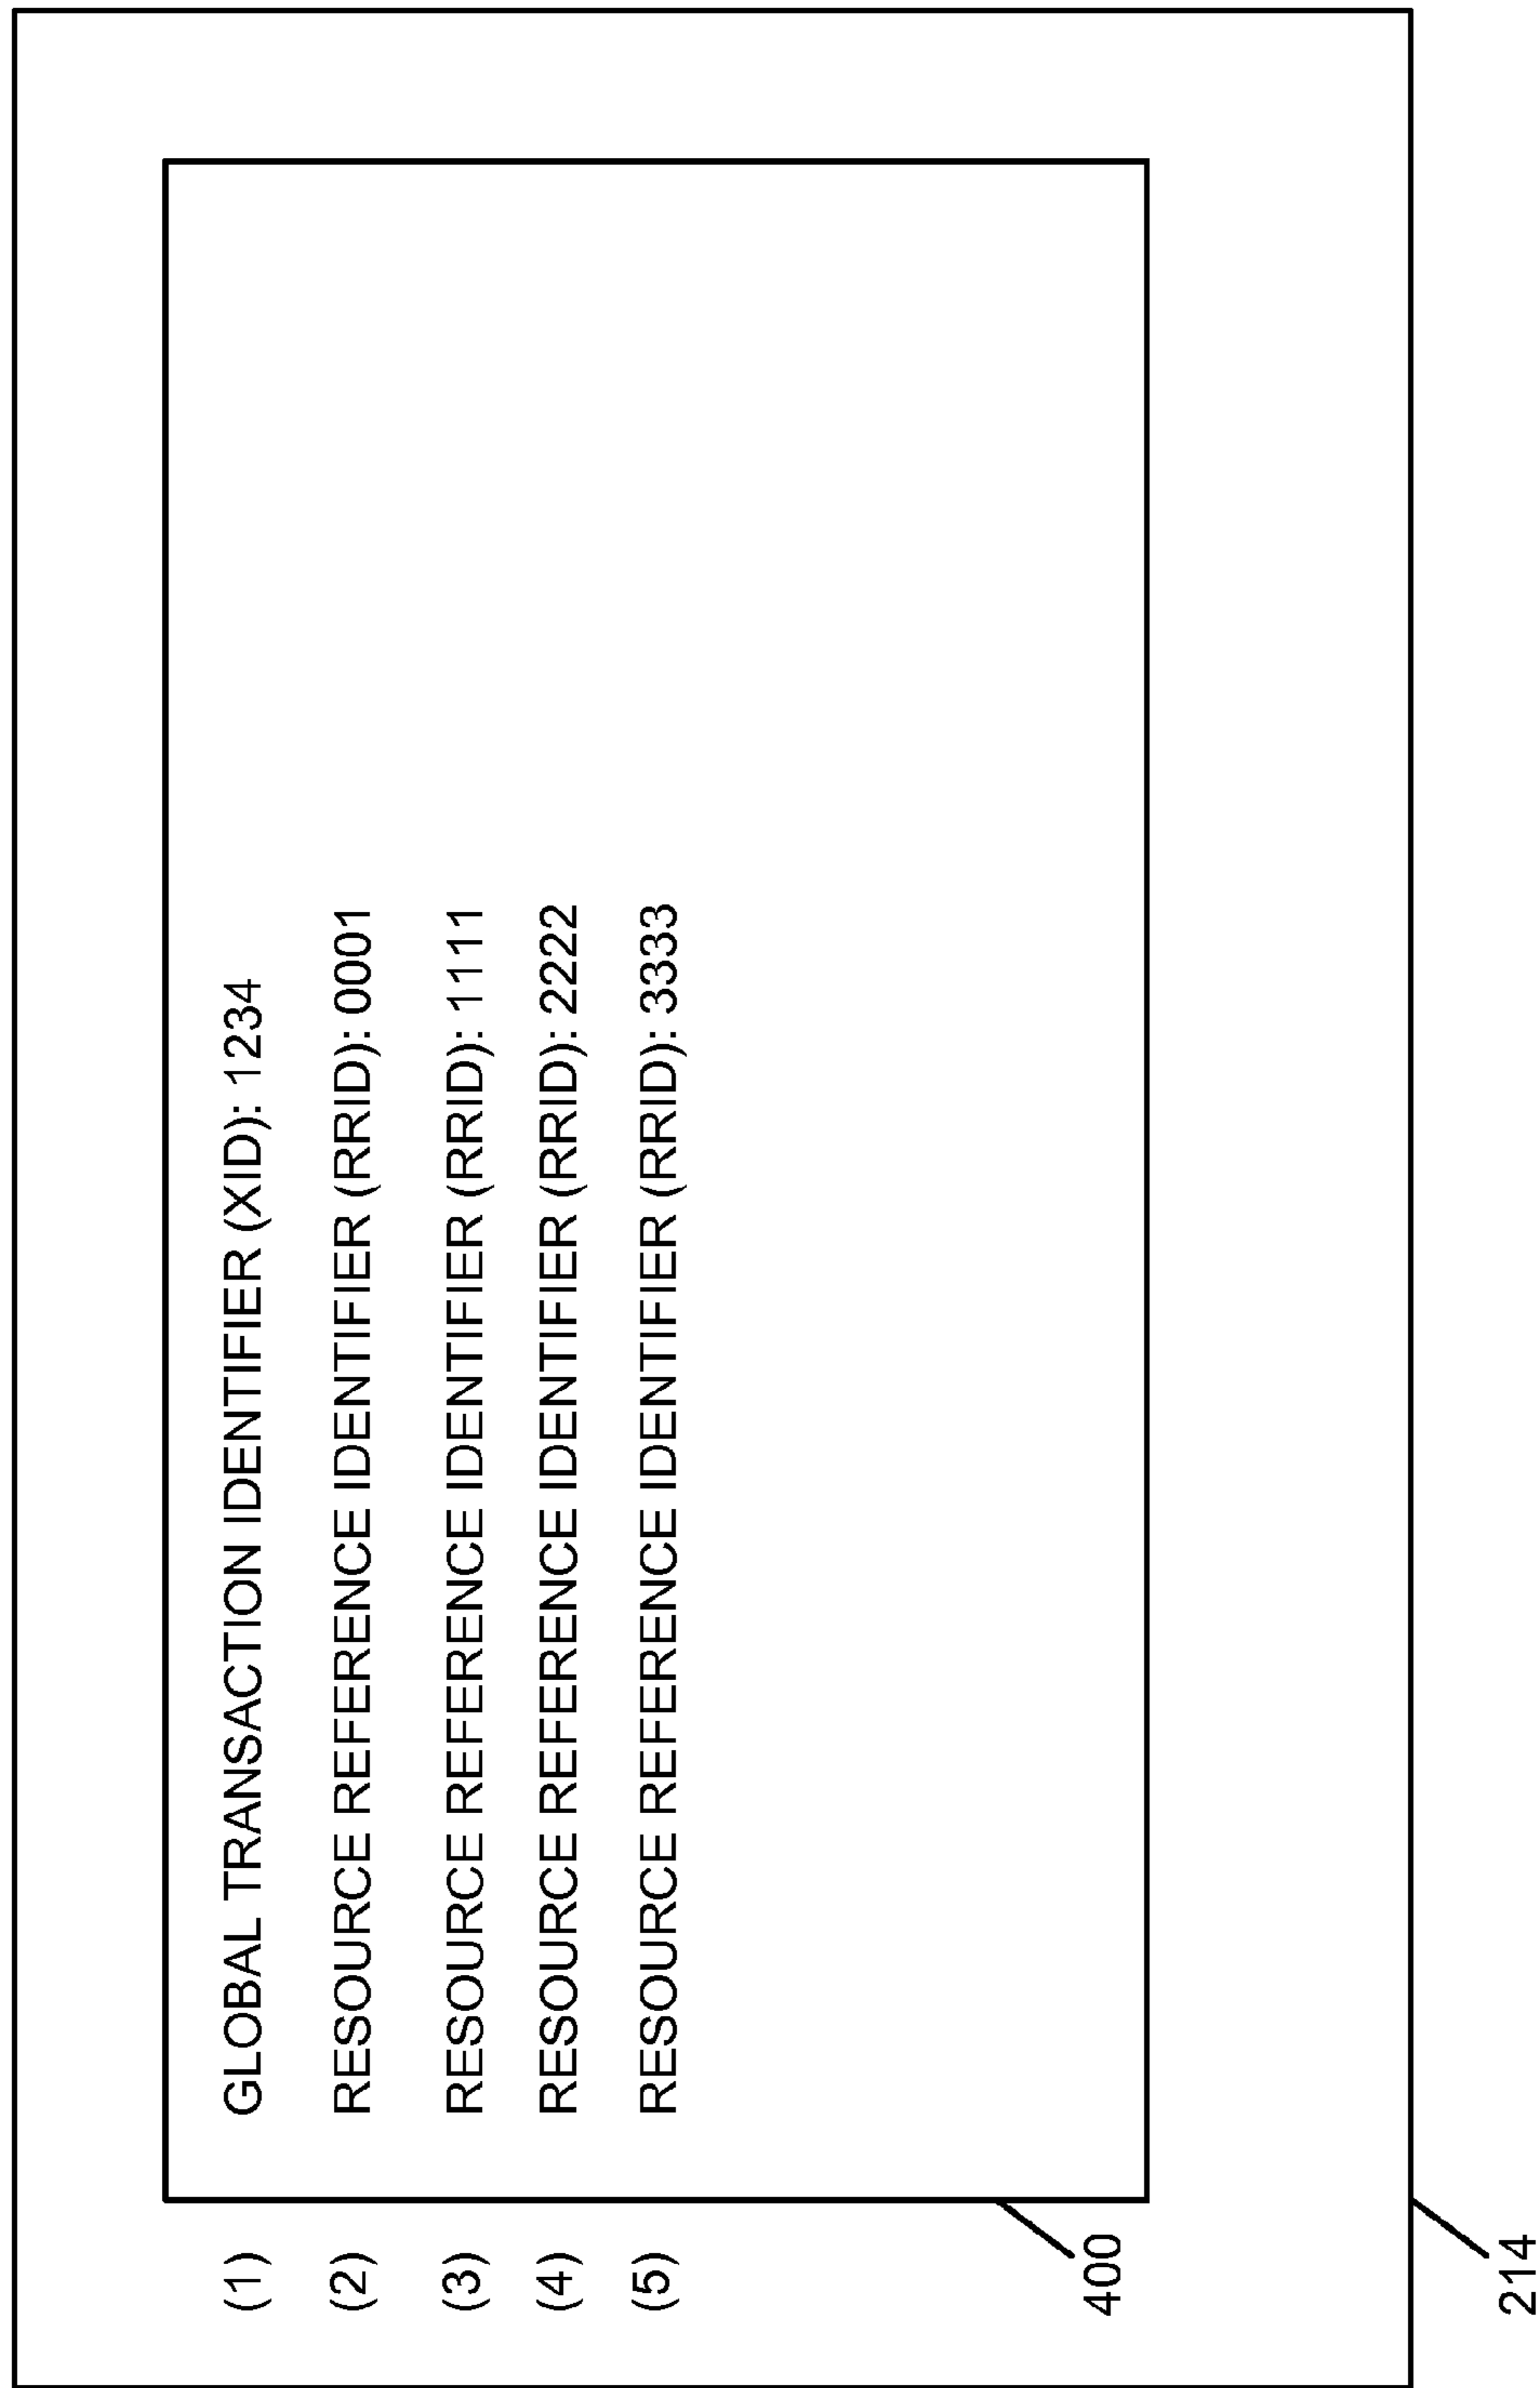 (1) GLOBAL TRANSACTION IDENTIFIER (XID): 1234
(2) RESOURCE REFERENCE IDENTIFIER (RRID): 0001
(3) RESOURCE REFERENCE IDENTIFIER (RRID): 1111
(4) RESOURCE REFERENCE IDENTIFIER (RRID): 2222
(5) RESOURCE REFERENCE IDENTIFIER (RRID): 3333
400
214